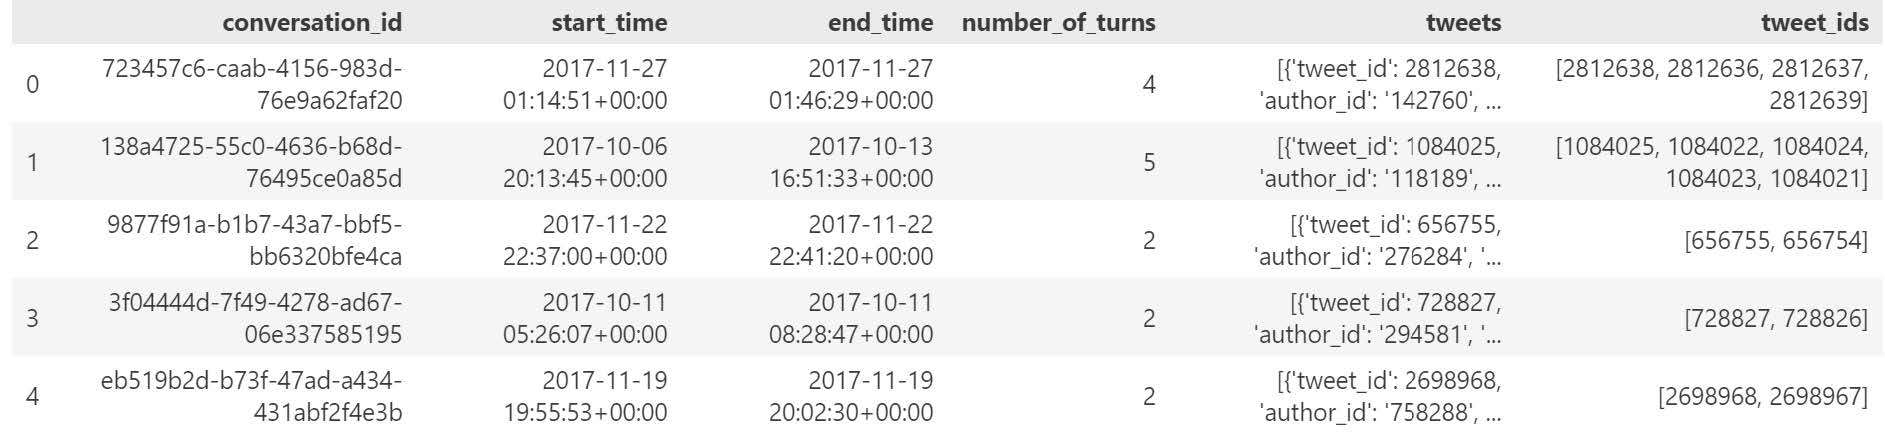 conversation_id start_time end_time number_of_turns tweets tweet_ids
0 723457c6-caab-4156-983d- 2017-11-27 2017-11-27 4 [{'tweet_id': 2812638, [2812638, 2812636, 2812637,
76e9a62faf20 01:14:51+00:00 01:46:29+00:00 'author_id': '142760', ... 2812639]
1 138a4725-55c0-4636-b68d- 2017-10-06 2017-10-13 5 [{'tweet_id': 1084025, [1084025, 1084022, 1084024,
76495ce0a85d 20:13:45+00:00 16:51:33+00:00 'author_id': '118189', ... 1084023, 1084021]
2 9877f91a-b1b7-43a7-bbf5- 2017-11-22 2017-11-22 2 [{'tweet_id': 656755, [656755, 656754]
bb6320bfe4ca 22:37:00+00:00 22:41:20+00:00 'author_id': '276284', '...
3 3f04444d-7f49-4278-ad67- 2017-10-11 2017-10-11 2 [{'tweet_id': 728827, [728827, 728826]
06e337585195 05:26:07+00:00 08:28:47+00:00 'author_id': '294581', '...
4 eb519b2d-b73f-47ad-a434- 2017-11-19 2017-11-19 2 [{'tweet_id': 2698968, [2698968, 2698967]
431abf2f4e3b 19:55:53+00:00 20:02:30+00:00 'author_id': '758288', ...